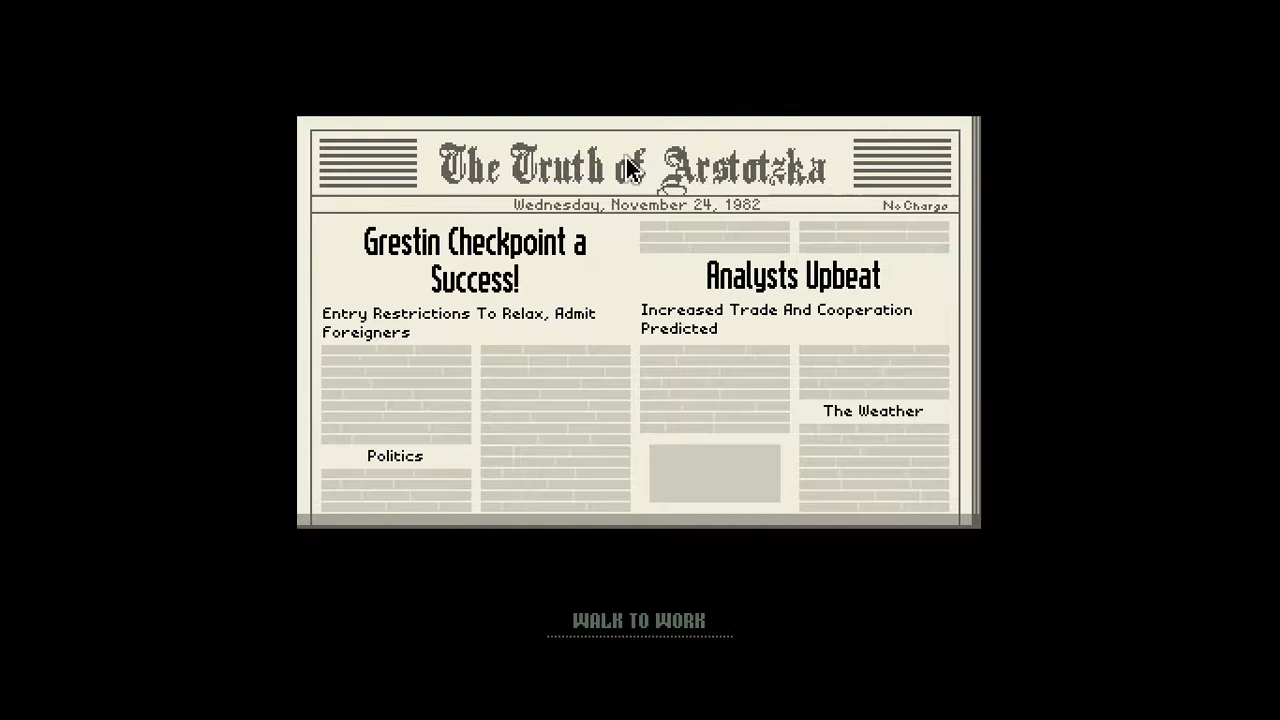 The Truth of Arstotzka
Wednesday, November 24, 1982
No Charge
Grestin Checkpoint a
Success!
Entry Restrictions To Relax, Admit
Foreigners
Politics
Analysts Upbeat
Increased Trade And Cooperation
Predicted
The Weather
WALK TO WORK